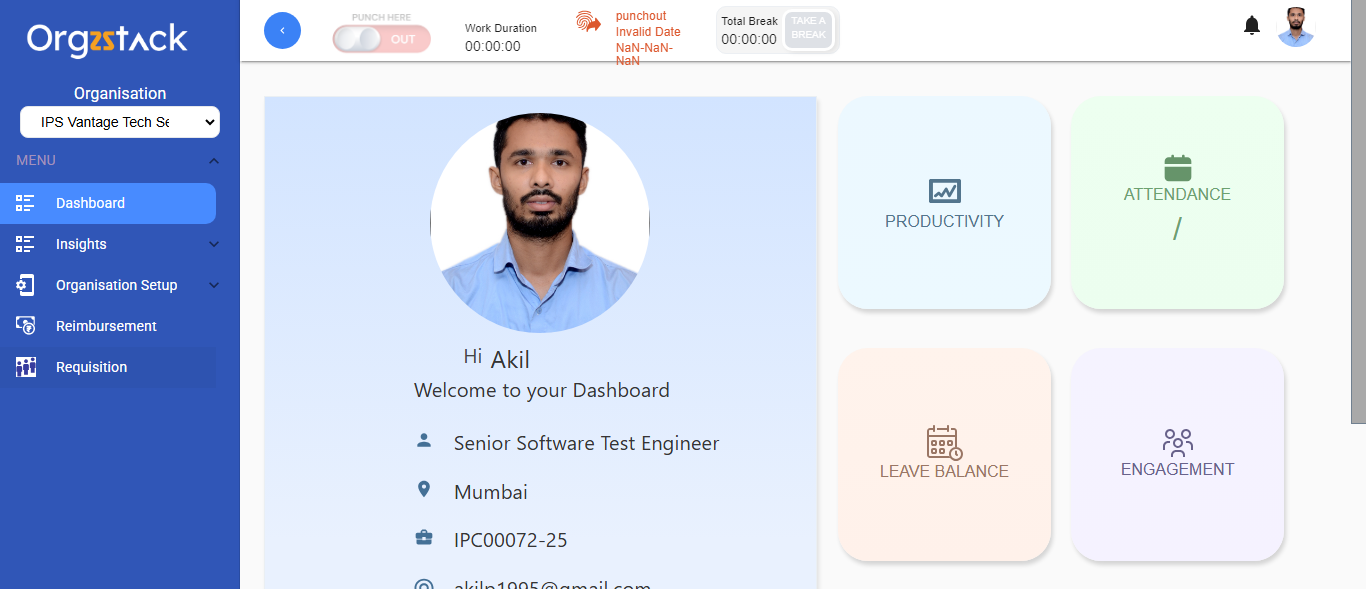 Orgzstack
Organisation
IPS Vantage Tech Se
MENU
Dashboard
Insights
Organisation Setup
Reimbursement
Requisition
PUNCH HERE
OUT
Work Duration
00:00:00
punchout
Invalid Date
NaN-NaN-
NaN
Total Break
00:00:00
TAKE A
BREAK
Hi Akil
Welcome to your Dashboard
Senior Software Test Engineer
Mumbai
IPC00072-25
akilp1995@gmail.com
PRODUCTIVITY
ATTENDANCE
/
LEAVE BALANCE
ENGAGEMENT